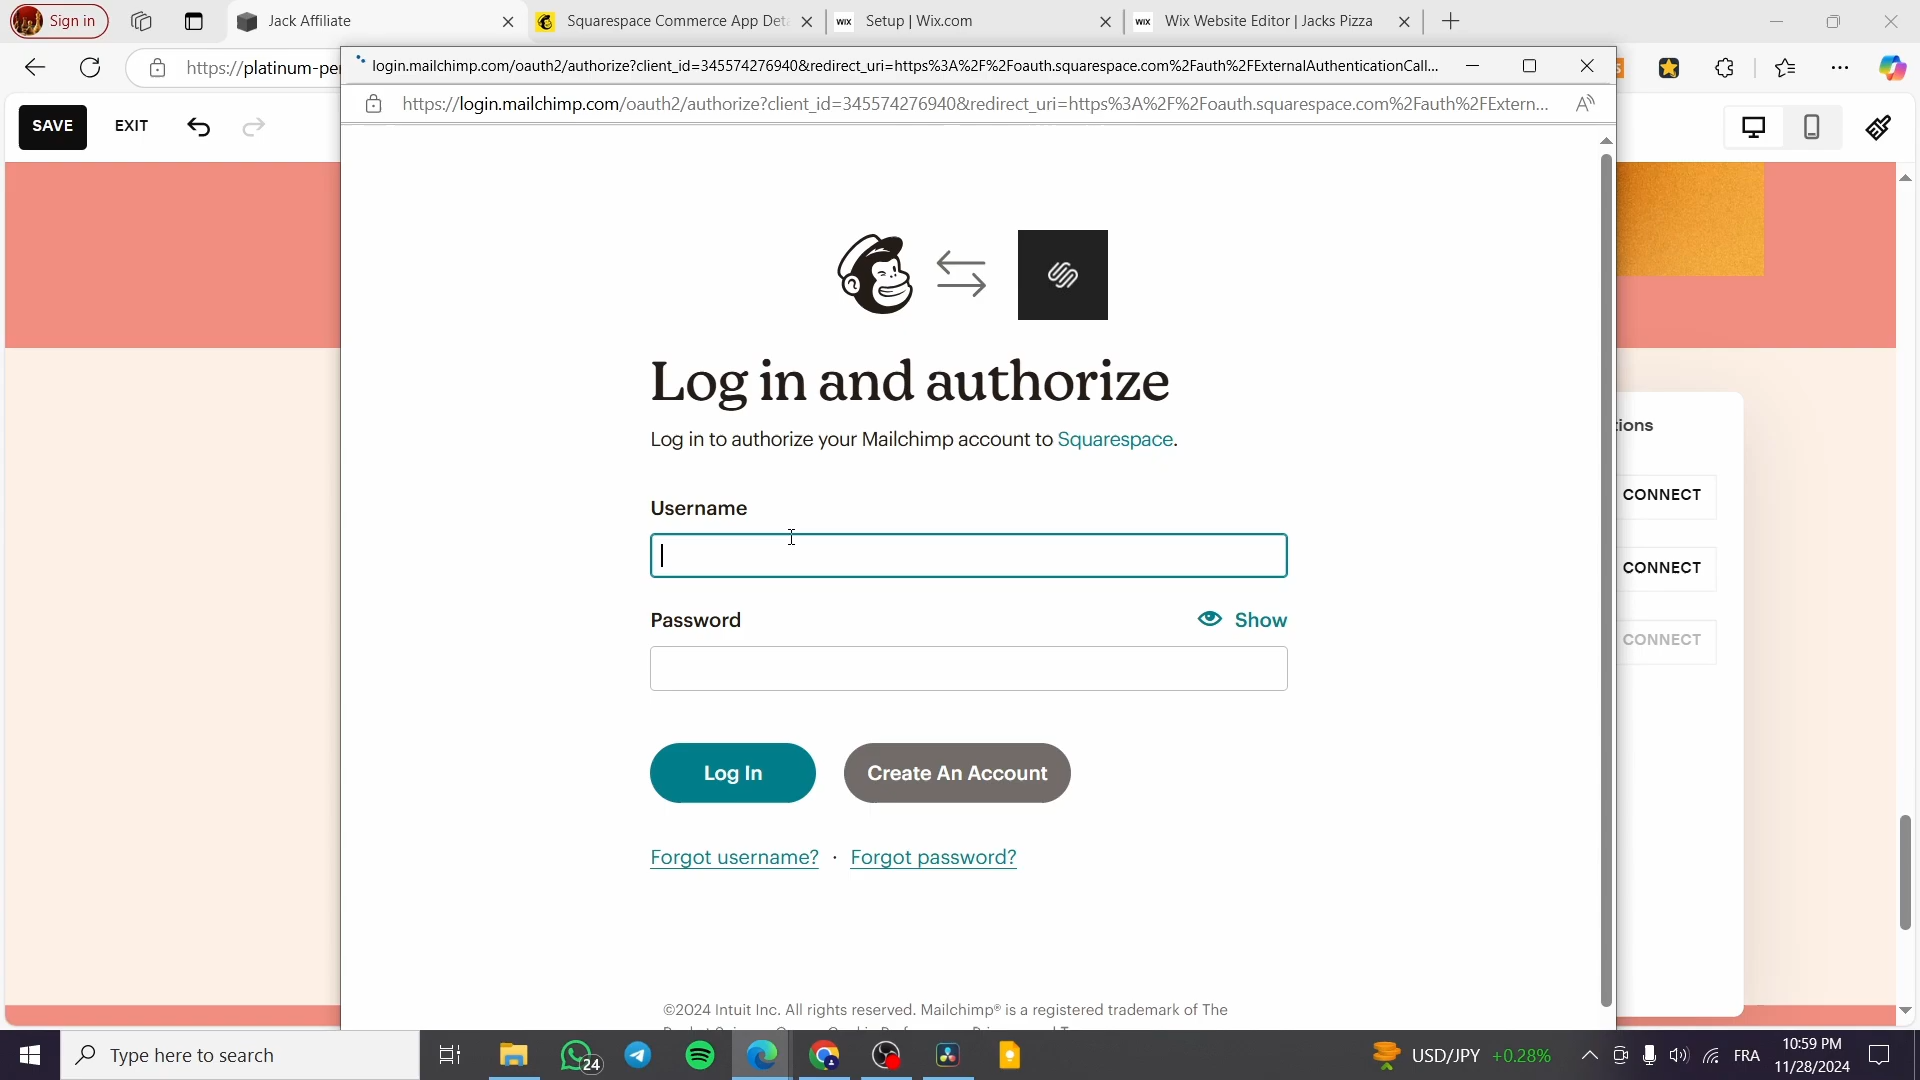 Sign in
Jack Affiliate
Squarespace Commerce App Det
WIX Setup | Wix.com
WIX Wix Website Editor | Jacks Pizza
https://platinum-pe
login.mailchimp.com/oauth2/authorize?client_id=345574276940&redirect_uri=https%3A%2F%2Foauth.squarespace.com%2Fauth%2FExternalAuthenticationCall...
https://login.mailchimp.com/oauth2/authorize?client_id=345574276940&redirect_uri=https%3A%2F%2Foauth.squarespace.com%2Fauth%2FExtern...
SAVE
EXIT
Log in and authorize
Log in to authorize your Mailchimp account to Squarespace.
Username
Password
Show
Log In
Create An Account
Forgot username? · Forgot password?
©2024 Intuit Inc. All rights reserved. Mailchimp® is a registered trademark of The
tions
CONNECT
CONNECT
CONNECT
Type here to search
24
USD/JPY +0.28%
FRA
10:59 PM
11/28/2024